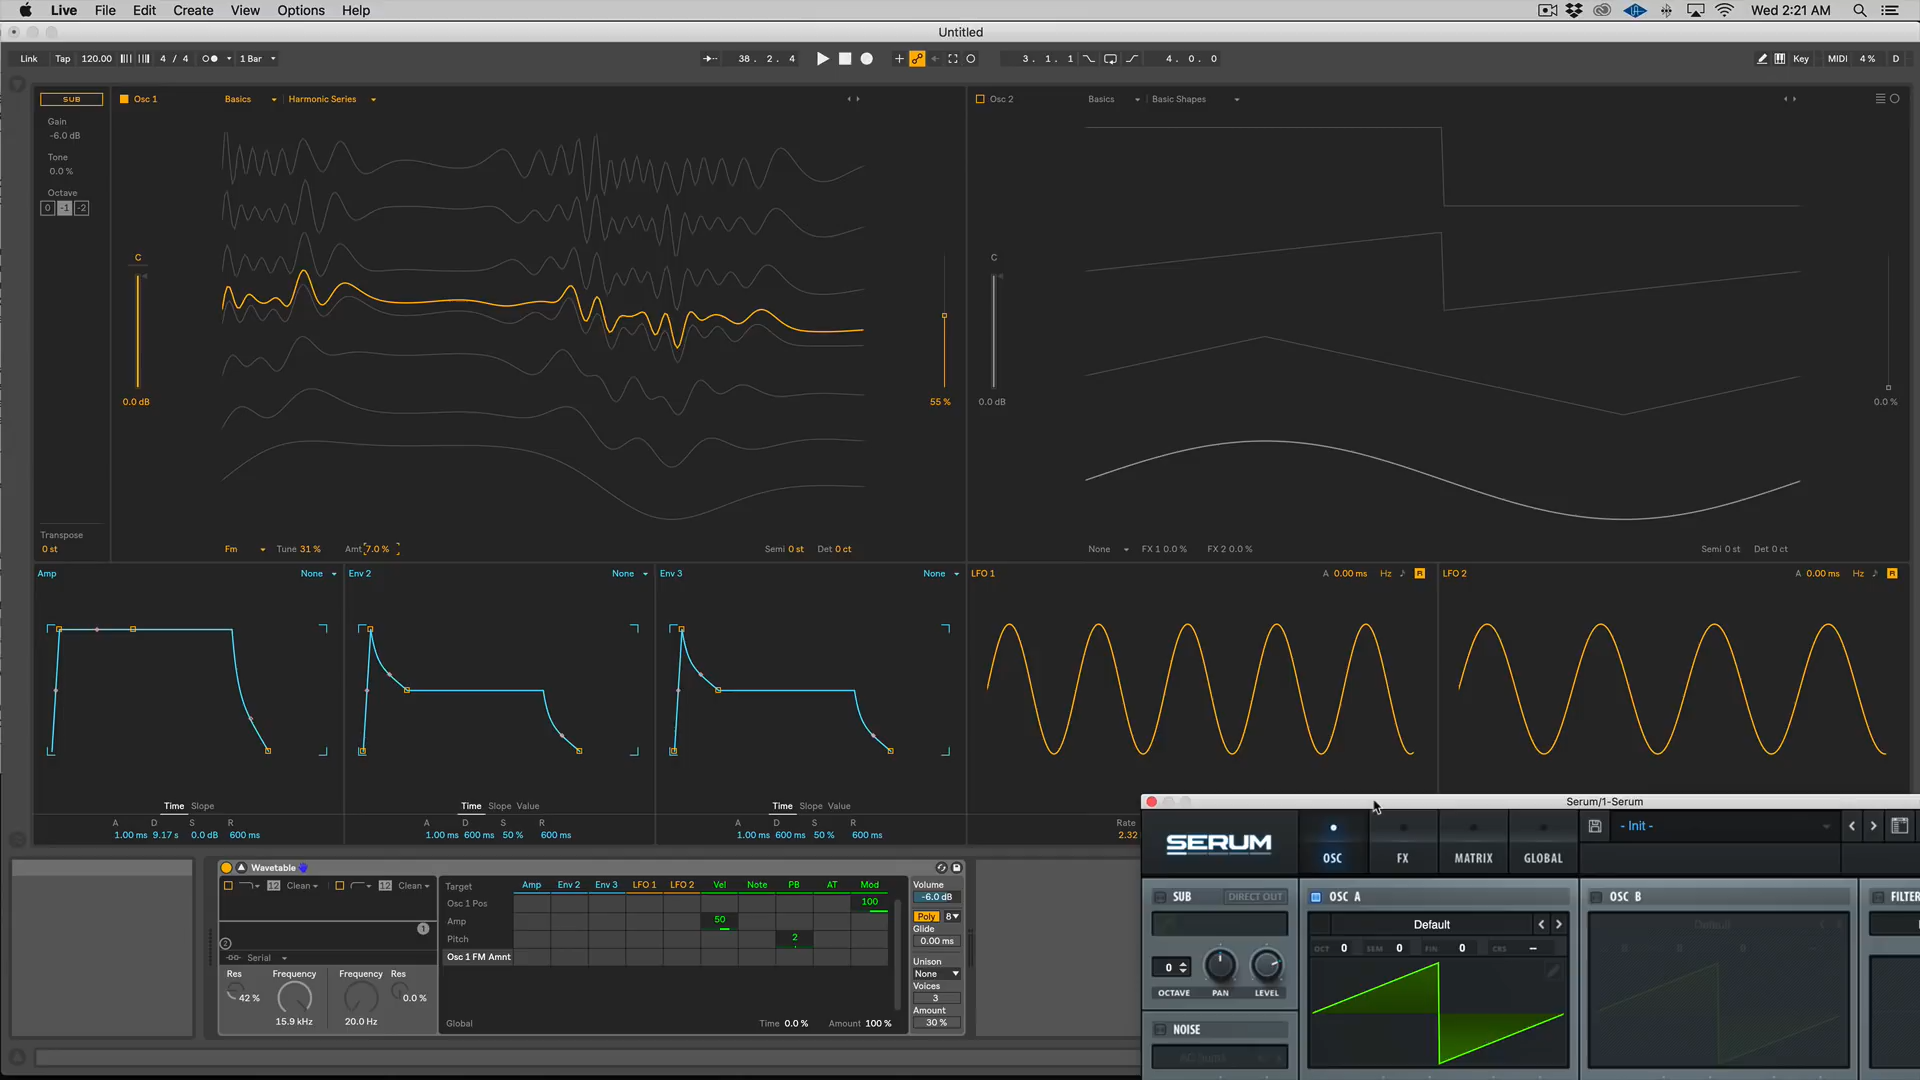 Live File Edit Create View Options Help Wed 2:21 AM
Untitled
Link Tap 120.00 4 / 4 1 Bar 38. 2. 4 3. 1. 1 4. 0. 0 Key MIDI 4 % D
SUB Osc 1 Basics Harmonic Series Osc 2 Basics Basic Shapes
Gain
-6.0 dB
Tone
0.0 %
Octave
0 -1 -2
C C
0.0 dB 55 % 0.0 dB 0.0 %
Transpose
0 st Fm Tune 31 % Amt 7.0 % Semi 0 st Det 0 ct None FX 1 0.0 % FX 2 0.0 % Semi 0 st Det 0 ct
Amp None Env 2 None Env 3 None LFO 1 A 0.00 ms Hz R LFO 2 A 0.00 ms Hz R
Time Slope Time Slope Value Time Slope Value
A D S R A D S R A D S R Rate
1.00 ms 9.17 s 0.0 dB 600 ms 1.00 ms 600 ms 50 % 600 ms 1.00 ms 600 ms 50 % 600 ms 2.32
Wavetable
12 Clean 12 Clean
1
2
Serial
Res Frequency Frequency Res
42 % 0.0 %
15.9 kHz 20.0 Hz
Target Amp Env 2 Env 3 LFO 1 LFO 2 Vel Note PB AT Mod
Osc 1 Pos 100
Amp 50
Pitch 2
Osc 1 FM Amnt
Global Time 0.0 % Amount 100 %
Volume
-6.0 dB
Poly 8
Glide
0.00 ms
Unison
None
Voices
3
Amount
30 %
Serum/1-Serum
SERUM OSC FX MATRIX GLOBAL - Init -
SUB DIRECT OUT OSC A OSC B FILTER
Default Default
OCT 0 SEM 0 FIN 0 CRS --
0
OCTAVE PAN LEVEL
NOISE